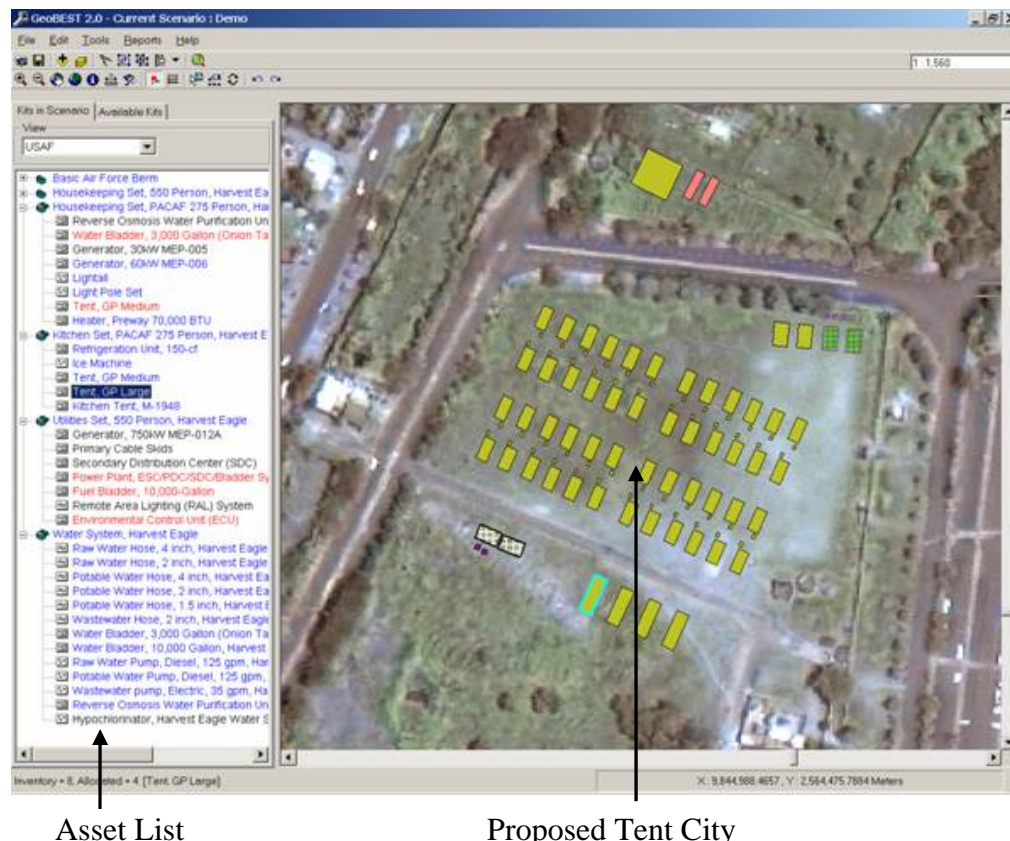 GeoBEST 2.0 - Current Scenario : Demo
File Edit Tools Reports Help
1 : 1,560
Kits in Scenario Available Kits
View
USAF
Basic Air Force Berm
Housekeeping Set, 550 Person, Harvest Ea
Housekeeping Set, PACAF 275 Person, Har
Reverse Osmosis Water Purification Un
Water Bladder, 3,000 Gallon (Onion Ta
Generator, 30kW MEP-005
Generator, 60kW MEP-006
Lightall
Light Pole Set
Tent, GP Medium
Heater, Preway 70,000 BTU
Kitchen Set, PACAF 275 Person, Harvest E
Refrigeration Unit, 150-cf
Ice Machine
Tent, GP Medium
Tent, GP Large
Kitchen Tent, M-1948
Utilities Set, 550 Person, Harvest Eagle
Generator, 750kW MEP-012A
Primary Cable Skids
Secondary Distribution Center (SDC)
Power Plant, ESC/PDC/SDC/Bladder Sy
Fuel Bladder, 10,000-Gallon
Remote Area Lighting (RAL) System
Environmental Control Unit (ECU)
Water System, Harvest Eagle
Raw Water Hose, 4 inch, Harvest Eagle
Raw Water Hose, 2 inch, Harvest Eagle
Potable Water Hose, 4 inch, Harvest Ea
Potable Water Hose, 2 inch, Harvest Ea
Potable Water Hose, 1.5 inch, Harvest E
Wastewater Hose, 2 inch, Harvest Eagle
Water Bladder, 3,000 Gallon (Onion Ta
Water Bladder, 10,000 Gallon, Harvest
Raw Water Pump, Diesel, 125 gpm, Har
Potable Water Pump, Diesel, 125 gpm,
Wastewater pump, Electric, 35 gpm, Ha
Reverse Osmosis Water Purification Un
Hypochlorinator, Harvest Eagle Water S
Inventory = 8, Allocated = 4 [Tent, GP Large]
X: 9,844,988.4657 , Y: 2,564,475.7884 Meters
Asset List
Proposed Tent City